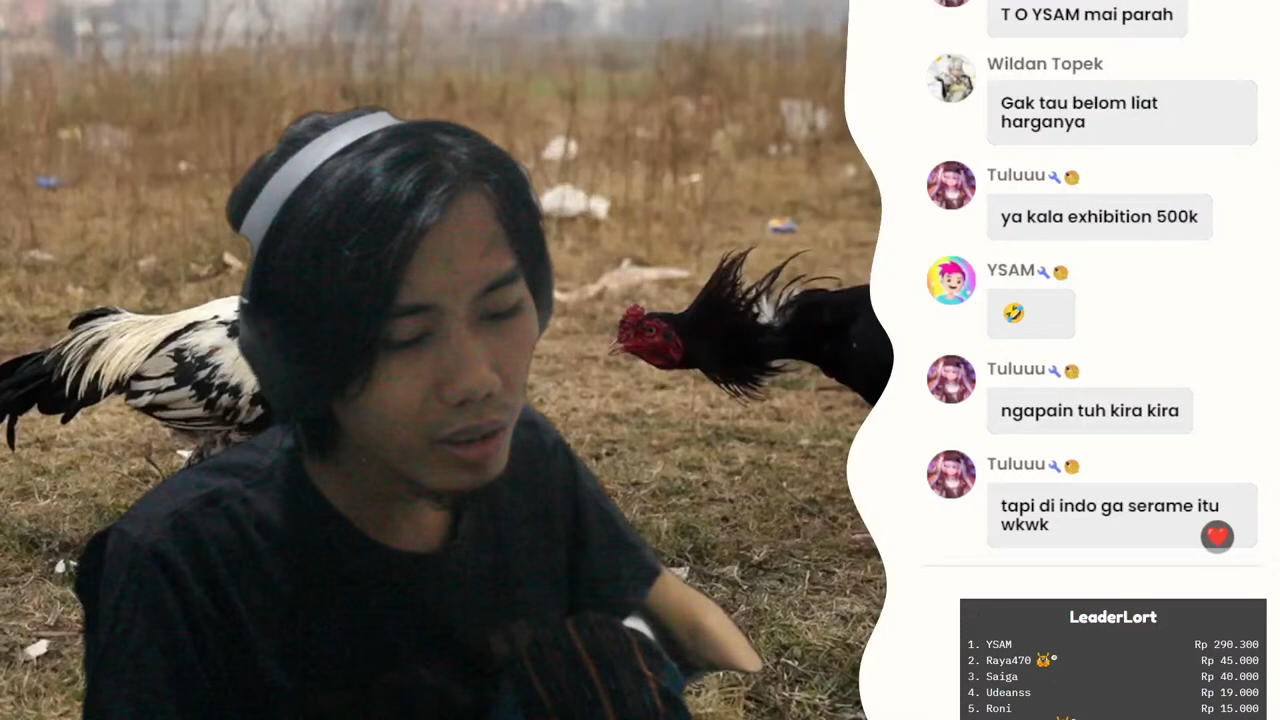 T O YSAM mai parah
Wildan Topek
Gak tau belom liat
harganya
Tuluuu
ya kala exhibition 500k
YSAM
Tuluuu
ngapain tuh kira kira
Tuluuu
tapi di indo ga serame itu
wkwk
LeaderLort
1. YSAM Rp 290.300
2. Raya470 Rp 45.000
3. Saiga Rp 40.000
4. Udeanss Rp 19.000
5. Roni Rp 15.000